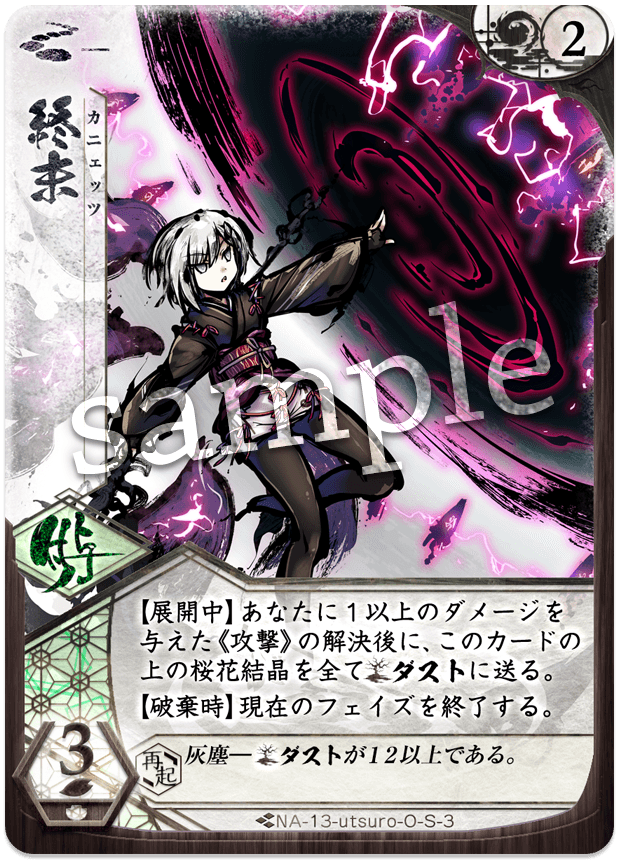 2
終末
カニェッツ
sample
【展開中】あなたに1以上のダメージを
与えた《攻撃》の解決後に、このカードの
上の桜花結晶を全てダストに送る。
【破棄時】現在のフェイズを終了する。
3
再起
灰塵― ダストが12以上である。
NA-13-utsuro-O-S-3